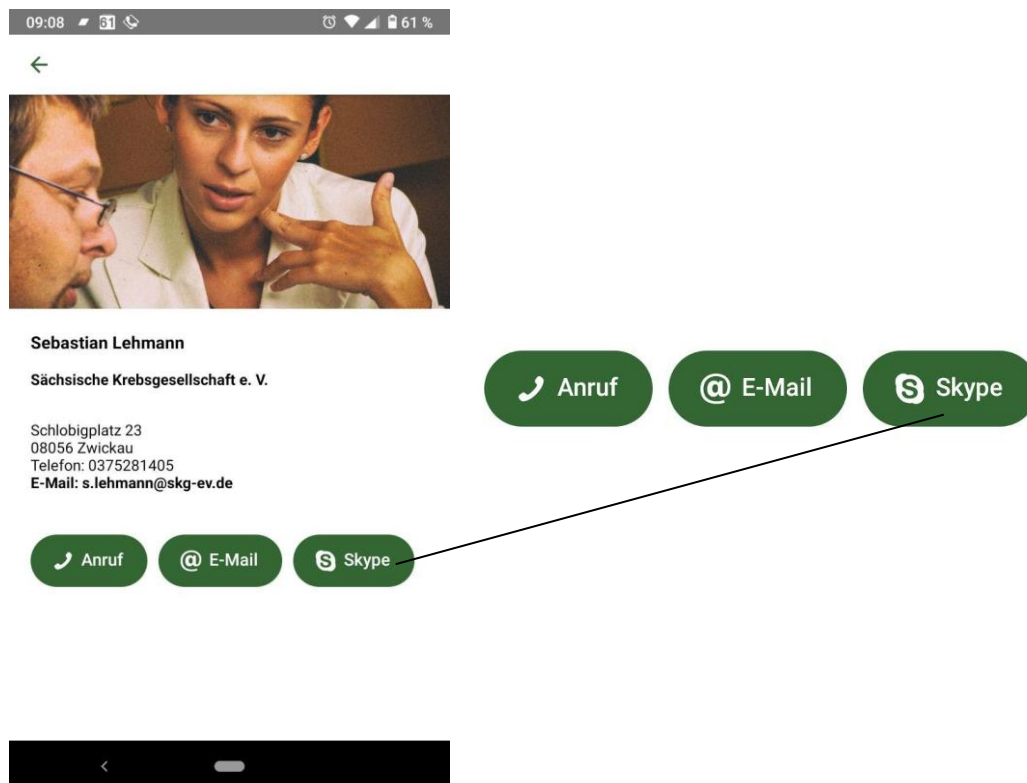 09:08 61 61 %
Sebastian Lehmann
Sächsische Krebsgesellschaft e. V.
Schlobigplatz 23
08056 Zwickau
Telefon: 0375281405
E-Mail: s.lehmann@skg-ev.de
Anruf @ E-Mail S Skype
Anruf @ E-Mail S Skype